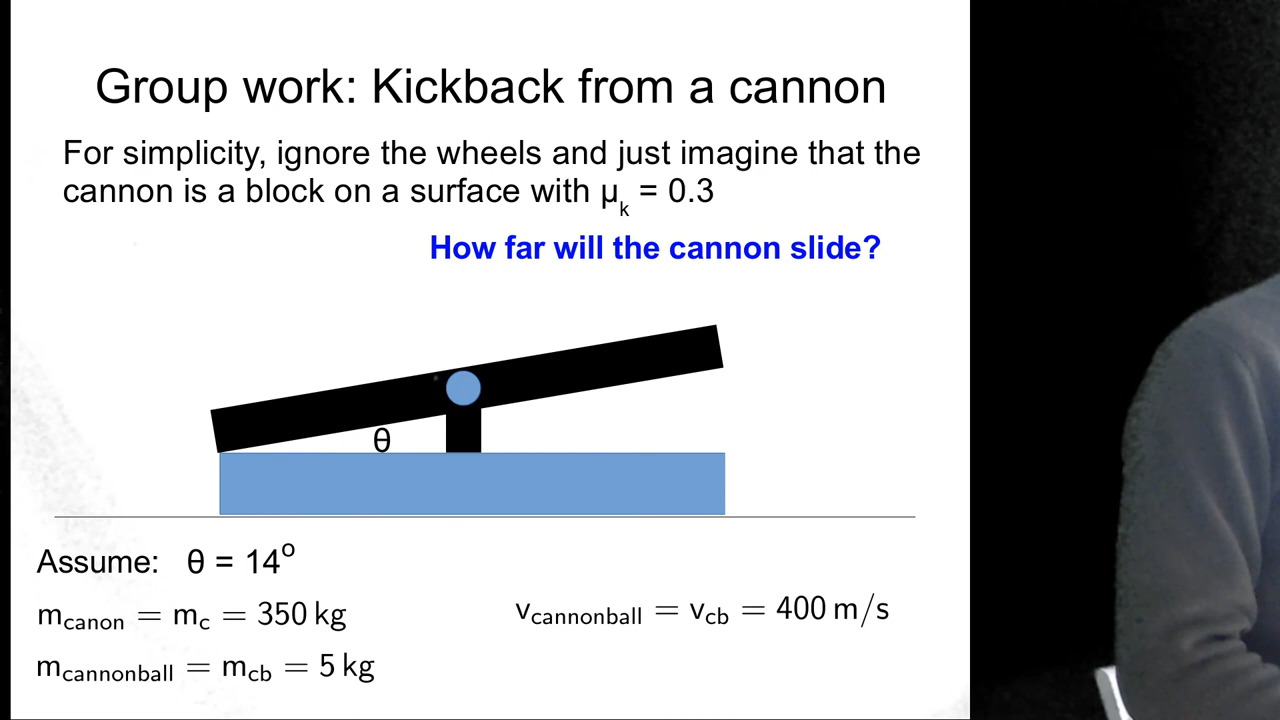 Group work: Kickback from a cannon
For simplicity, ignore the wheels and just imagine that the
cannon is a block on a surface with μₖ = 0.3
How far will the cannon slide?
θ
Assume: θ = 14°
m_canon = m_c = 350 kg
v_cannonball = v_cb = 400 m/s
m_cannonball = m_cb = 5 kg